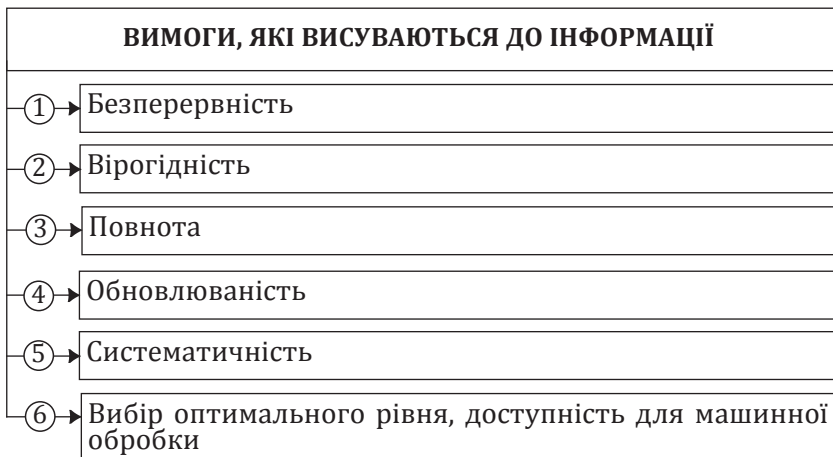 ВИМОГИ, ЯКІ ВИСУВАЮТЬСЯ ДО ІНФОРМАЦІЇ
1 Безперервність
2 Вірогідність
3 Повнота
4 Обновлюваність
5 Систематичність
6 Вибір оптимального рівня, доступність для машинної
обробки